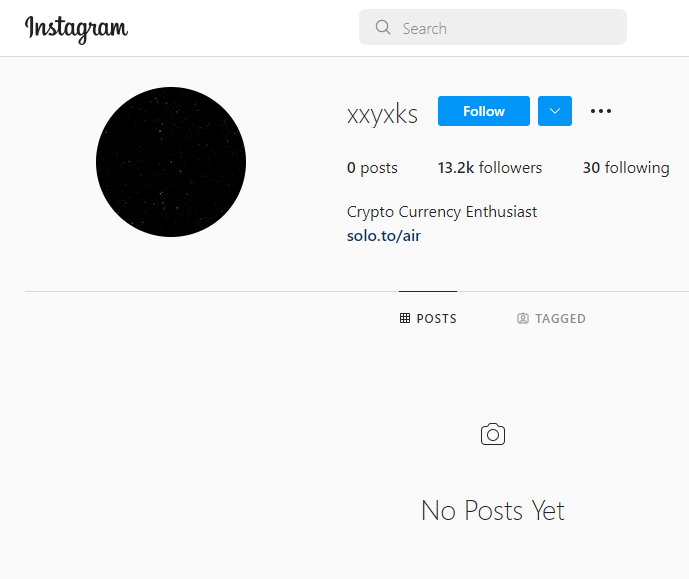 Instagram
Search
xxyxks Follow
0 posts 13.2k followers 30 following
Crypto Currency Enthusiast
solo.to/air
POSTS TAGGED
No Posts Yet